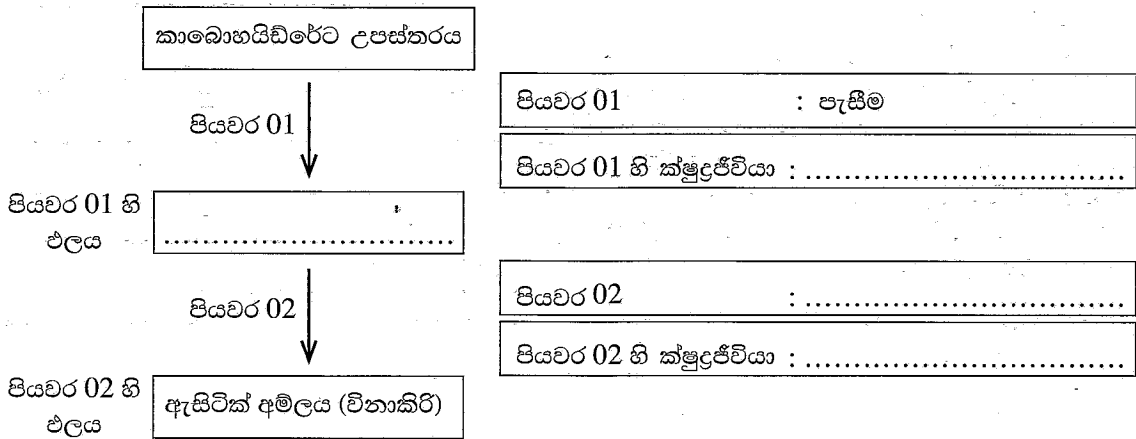 කාබොහයිඩ්රේට උපස්තරය
පියවර 01
පියවර 01 හි
ඵලය
..............................
පියවර 02
පියවර 02 හි
ඵලය
ඇසිටික් අම්ලය (විනාකිරි)
පියවර 01 : පැසීම
පියවර 01 හි ක්ෂුද්‍රජීවියා : .................................
පියවර 02 : .................................
පියවර 02 හි ක්ෂුද්‍රජීවියා : .................................